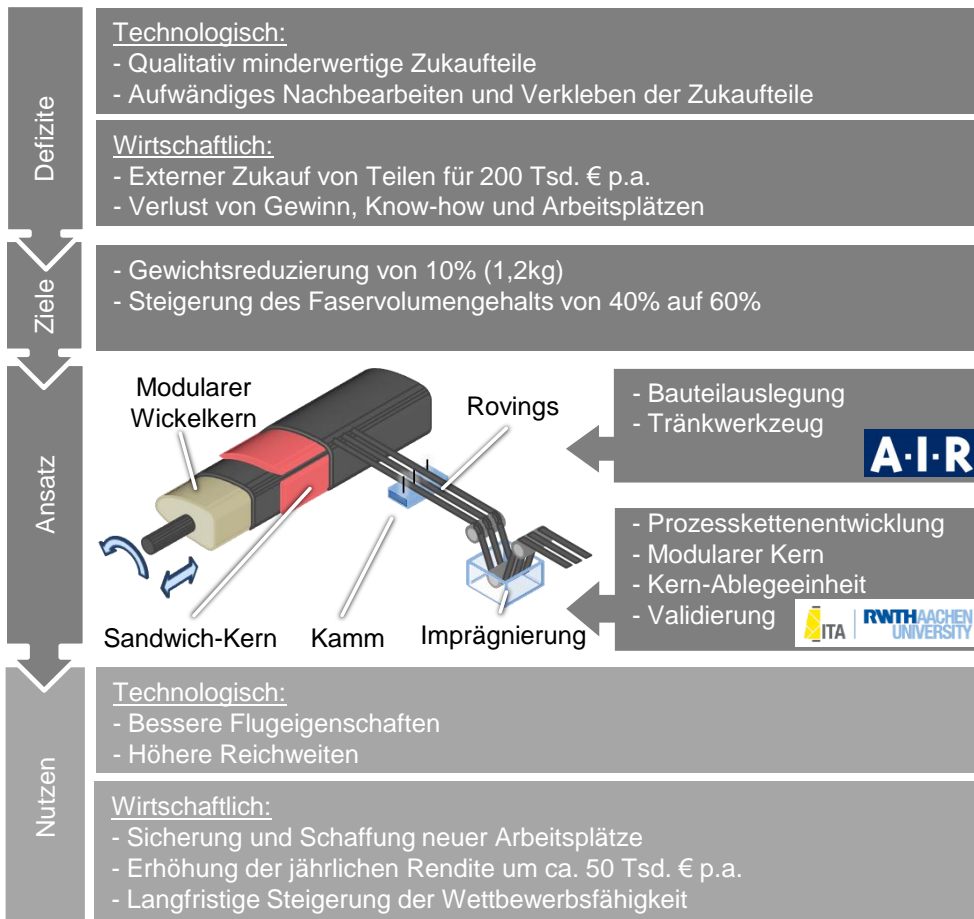 Defizite
Technologisch:
- Qualitativ minderwertige Zukaufteile
- Aufwändiges Nachbearbeiten und Verkleben der Zukaufteile
Wirtschaftlich:
- Externer Zukauf von Teilen für 200 Tsd. € p.a.
- Verlust von Gewinn, Know-how und Arbeitsplätzen
Ziele
- Gewichtsreduzierung von 10% (1,2kg)
- Steigerung des Faservolumengehalts von 40% auf 60%
Ansatz
Modularer
Wickelkern
Rovings
Sandwich-Kern
Kamm
Imprägnierung
- Bauteilauslegung
- Tränkwerkzeug
A·I·R
- Prozesskettenentwicklung
- Modularer Kern
- Kern-Ablegeeinheit
- Validierung
ITA
RWTH AACHEN
UNIVERSITY
Nutzen
Technologisch:
- Bessere Flugeigenschaften
- Höhere Reichweiten
Wirtschaftlich:
- Sicherung und Schaffung neuer Arbeitsplätze
- Erhöhung der jährlichen Rendite um ca. 50 Tsd. € p.a.
- Langfristige Steigerung der Wettbewerbsfähigkeit